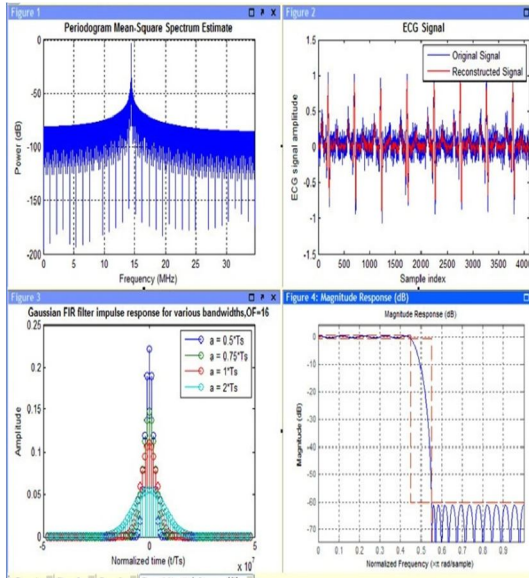 Figure 1
Periodogram Mean-Square Spectrum Estimate
Power (dB)
0
-50
-100
-150
-200
0 5 10 15 20 25 30
Frequency (MHz)
Figure 2
ECG Signal
Original Signal
Reconstructed Signal
ECG signal amplitude
1.5
1
0.5
0
-0.5
-1
-1.5
0 500 1000 1500 2000 2500 3000 3500 4000
Sample index
Figure 3
Gaussian FIR filter impulse response for various bandwidths,OF=16
a = 0.5*Ts
a = 0.75*Ts
a = 1*Ts
a = 2*Ts
Amplitude
0.25
0.2
0.15
0.1
0.05
0
-5 0 5
Normalized time (t/Ts)
x 10
Figure 4: Magnitude Response (dB)
Magnitude Response (dB)
Magnitude (dB)
0
-10
-20
-30
-40
-50
-60
-70
0 0.1 0.2 0.3 0.4 0.5 0.6 0.7 0.8 0.9
Normalized Frequency (×π rad/sample)